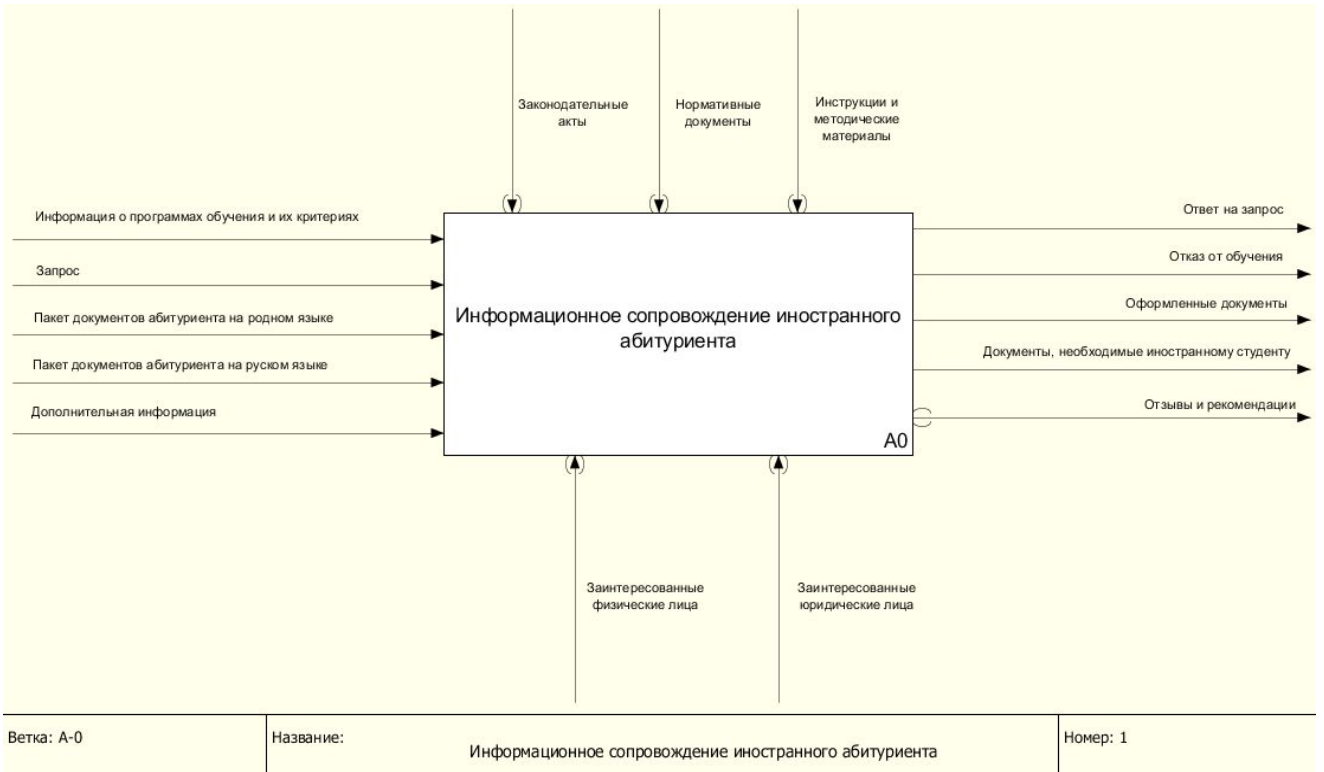 Законодательные
акты
Нормативные
документы
Инструкции и
методические
материалы
Информация о программах обучения и их критериях
Запрос
Пакет документов абитуриента на родном языке
Пакет документов абитуриента на руском языке
Дополнительная информация
Информационное сопровождение иностранного
абитуриента
A0
Ответ на запрос
Отказ от обучения
Оформленные документы
Документы, необходимые иностранному студенту
Отзывы и рекомендации
Заинтересованные
физические лица
Заинтересованные
юридические лица
Ветка: A-0
Название:
Информационное сопровождение иностранного абитуриента
Номер: 1